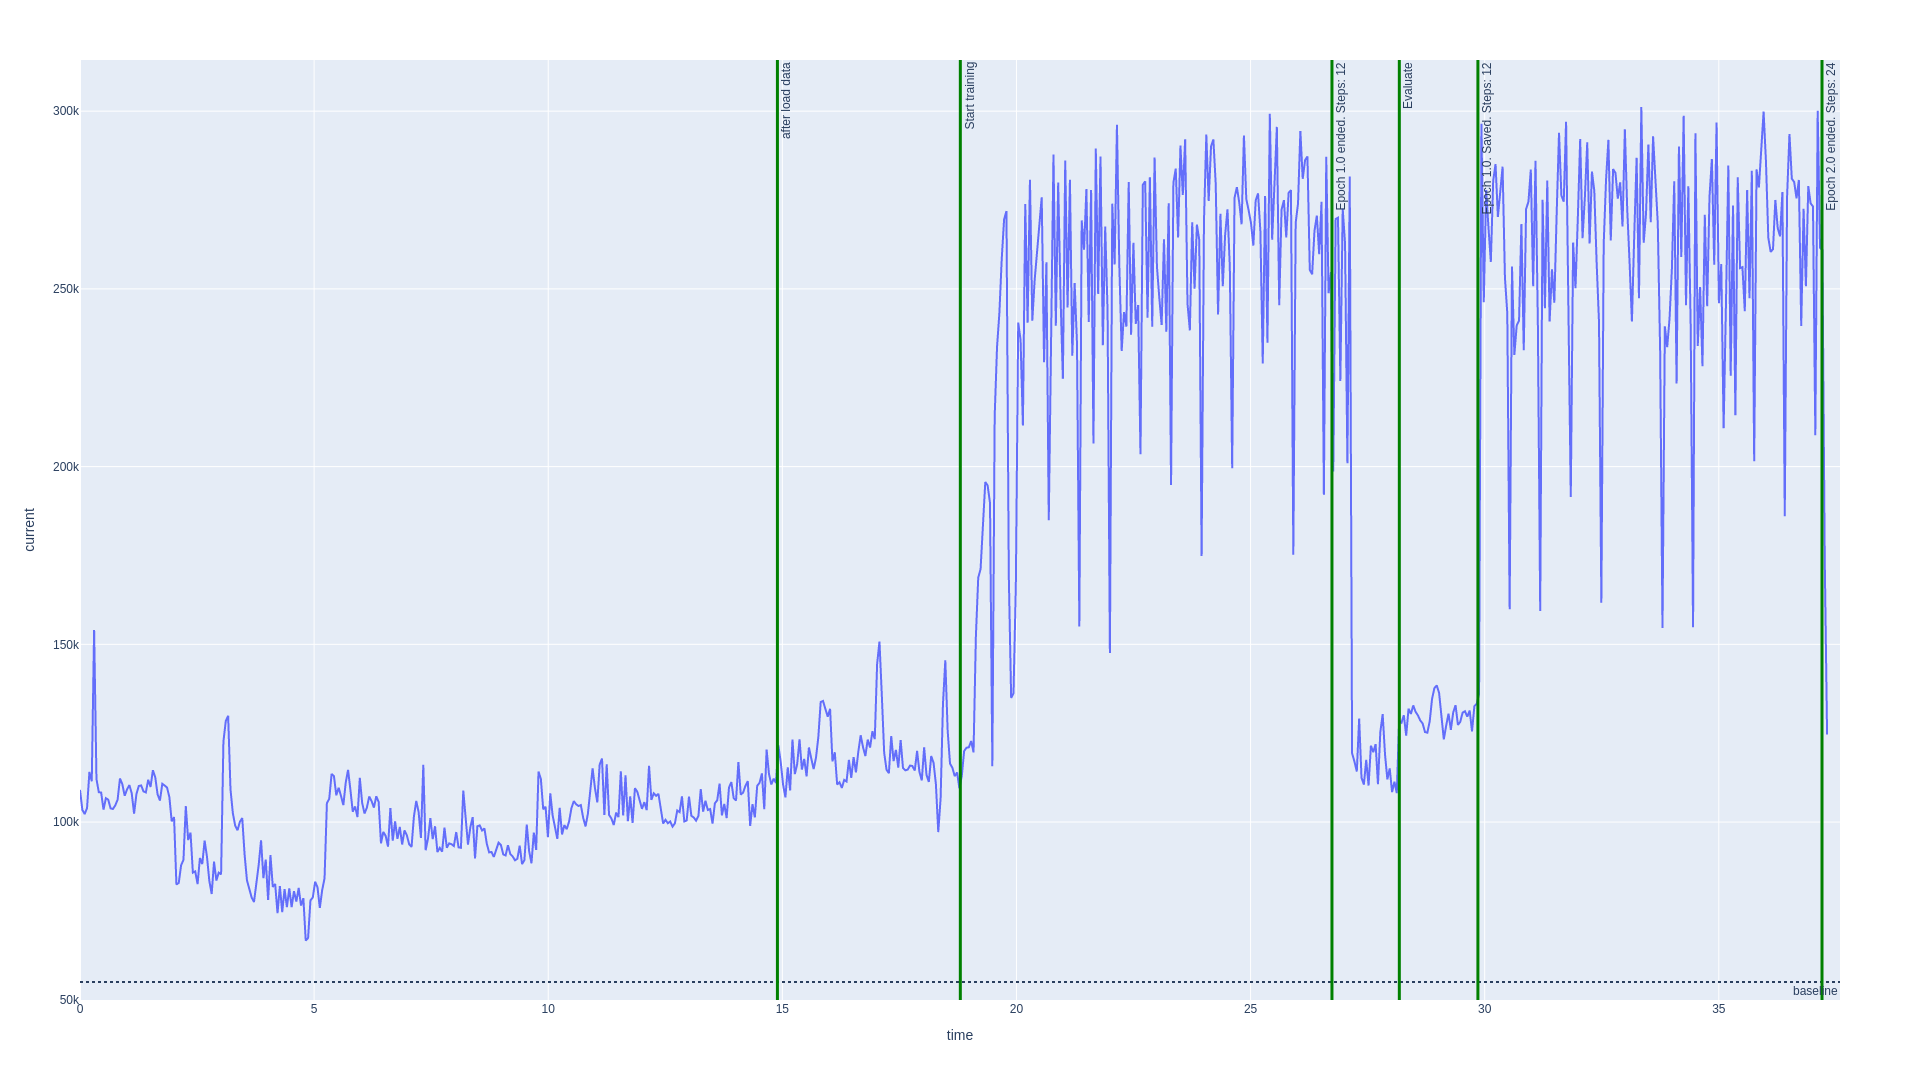 300k
250k
200k
150k
100k
50k
current
after load data
Start training
Epoch 1.0 ended. Steps: 12
Evaluate
Epoch 1.0. Saved. Steps: 12
Epoch 2.0 ended. Steps: 24
baseline
0
5
10
15
20
25
30
35
time